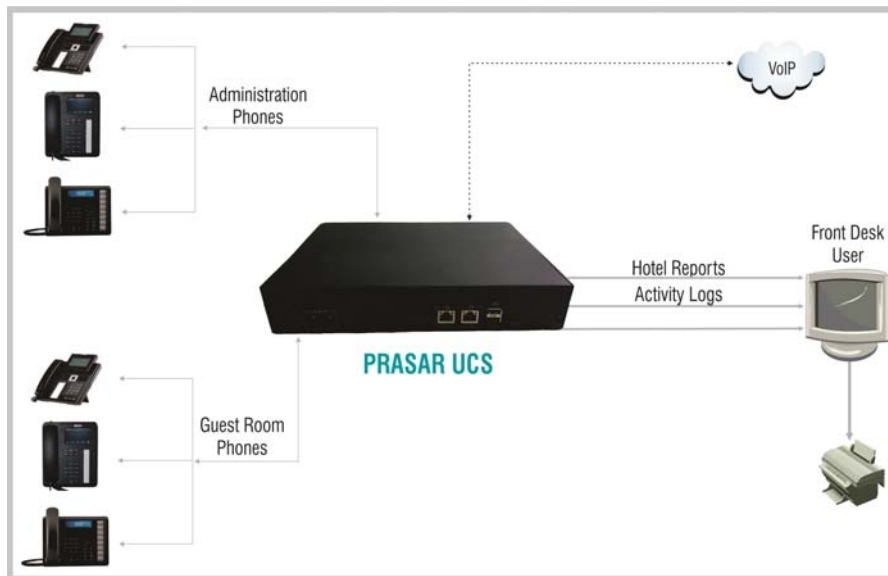 Administration
Phones
VoIP
Front Desk
User
Hotel Reports
Activity Logs
PRASAR UCS
Guest Room
Phones